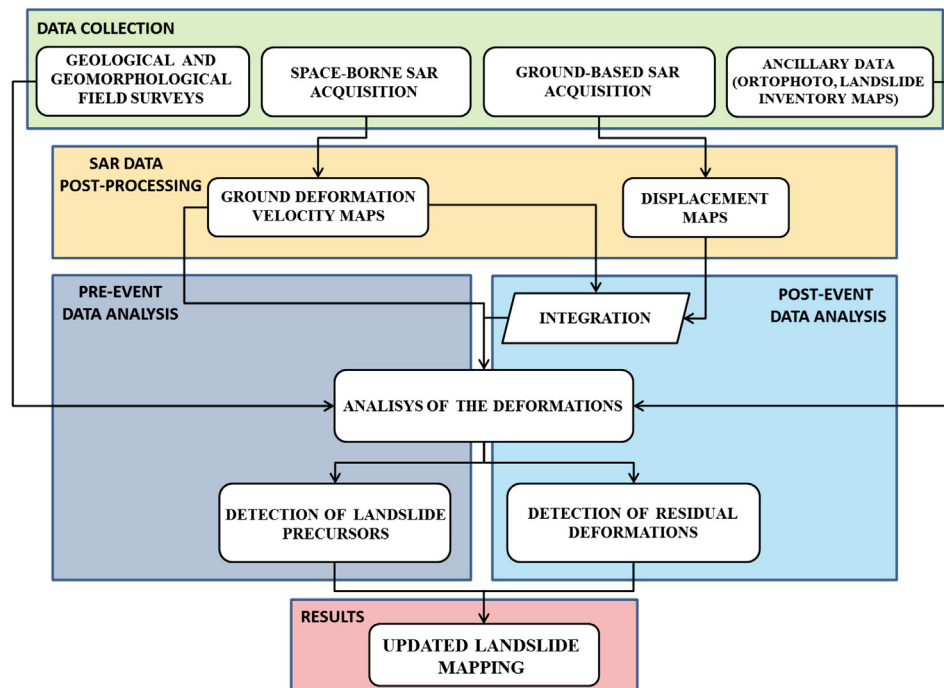 DATA COLLECTION
GEOLOGICAL AND
GEOMORPHOLOGICAL
FIELD SURVEYS
SPACE-BORNE SAR
ACQUISITION
GROUND-BASED SAR
ACQUISITION
ANCILLARY DATA
(ORTOPHOTO, LANDSLIDE
INVENTORY MAPS)
SAR DATA
POST-PROCESSING
GROUND DEFORMATION
VELOCITY MAPS
DISPLACEMENT
MAPS
PRE-EVENT
DATA ANALYSIS
INTEGRATION
POST-EVENT
DATA ANALYSIS
ANALISYS OF THE DEFORMATIONS
DETECTION OF LANDSLIDE
PRECURSORS
DETECTION OF RESIDUAL
DEFORMATIONS
RESULTS
UPDATED LANDSLIDE
MAPPING